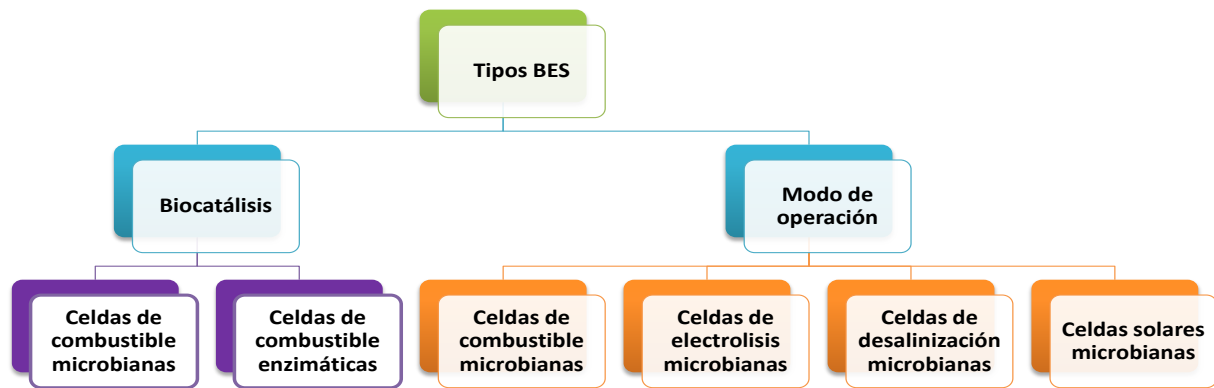 Tipos BES
Biocatálisis
Modo de
operación
Celdas de
combustible
microbianas
Celdas de
combustible
enzimáticas
Celdas de
combustible
microbianas
Celdas de
electrolisis
microbianas
Celdas de
desalinización
microbianas
Celdas solares
microbianas